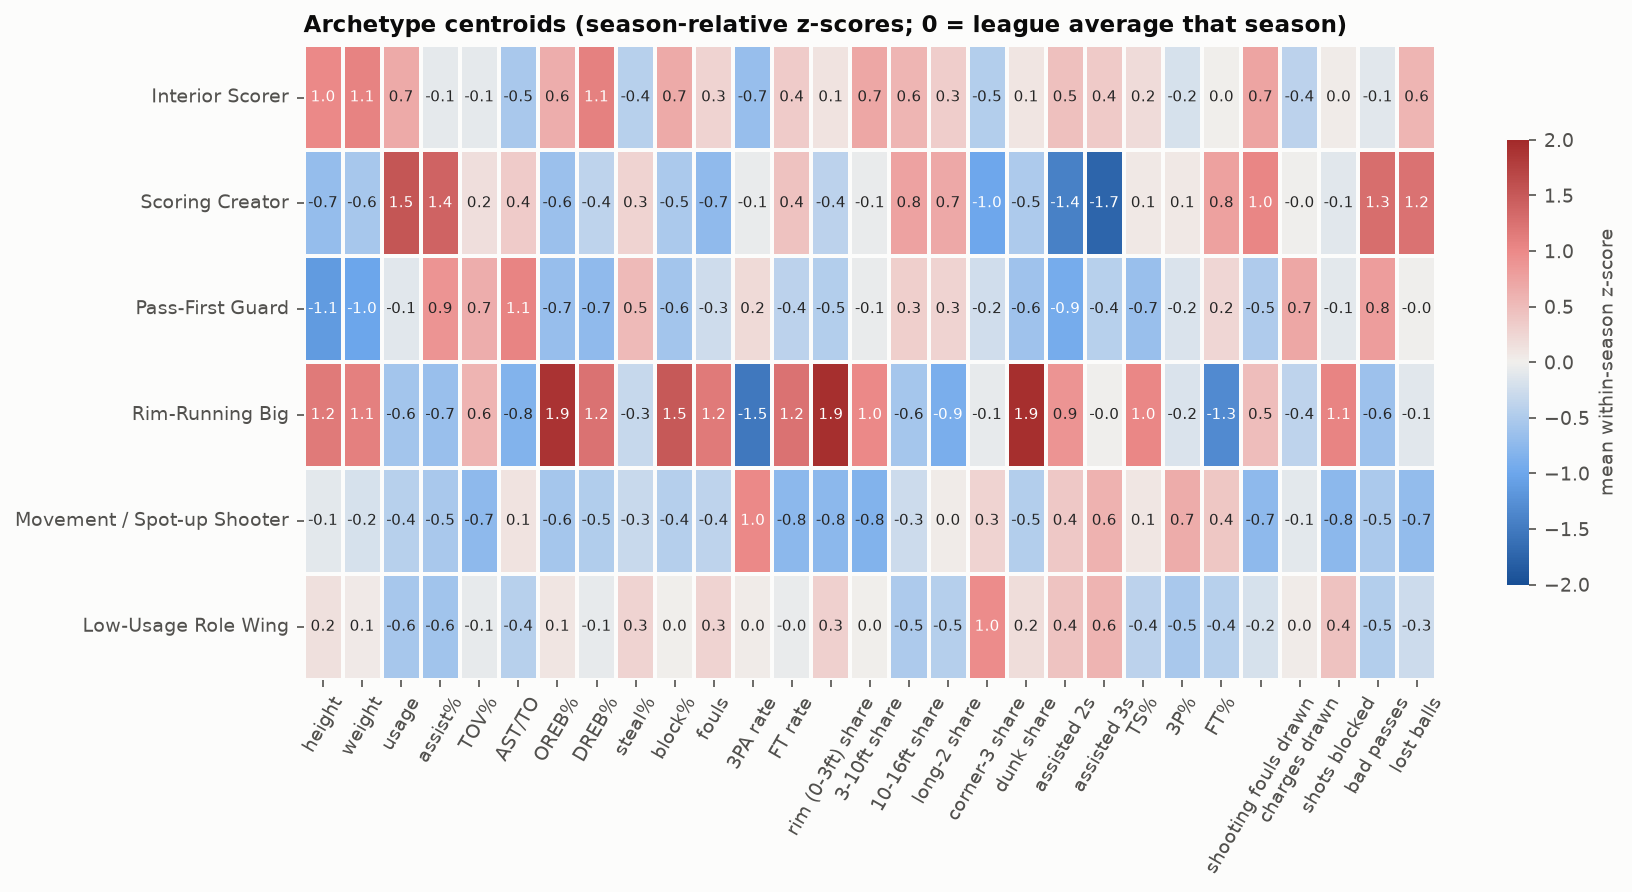 Archetype centroids (season-relative z-scores; 0 = league average that season)
Interior Scorer 1.0 1.1 0.7 -0.1 -0.1 -0.5 0.6 1.1 -0.4 0.7 0.3 -0.7 0.4 0.1 0.7 0.6 0.3 -0.5 0.1 0.5 0.4 0.2 -0.2 0.0 0.7 -0.4 0.0 -0.1 0.6
Scoring Creator -0.7 -0.6 1.5 1.4 0.2 0.4 -0.6 -0.4 0.3 -0.5 -0.7 -0.1 0.4 -0.4 -0.1 0.8 0.7 -1.0 -0.5 -1.4 -1.7 0.1 0.1 0.8 1.0 -0.0 -0.1 1.3 1.2
Pass-First Guard -1.1 -1.0 -0.1 0.9 0.7 1.1 -0.7 -0.7 0.5 -0.6 -0.3 0.2 -0.4 -0.5 -0.1 0.3 0.3 -0.2 -0.6 -0.9 -0.4 -0.7 -0.2 0.2 -0.5 0.7 -0.1 0.8 -0.0
Rim-Running Big 1.2 1.1 -0.6 -0.7 0.6 -0.8 1.9 1.2 -0.3 1.5 1.2 -1.5 1.2 1.9 1.0 -0.6 -0.9 -0.1 1.9 0.9 -0.0 1.0 -0.2 -1.3 0.5 -0.4 1.1 -0.6 -0.1
Movement / Spot-up Shooter -0.1 -0.2 -0.4 -0.5 -0.7 0.1 -0.6 -0.5 -0.3 -0.4 -0.4 1.0 -0.8 -0.8 -0.8 -0.3 0.0 0.3 -0.5 0.4 0.6 0.1 0.7 0.4 -0.7 -0.1 -0.8 -0.5 -0.7
Low-Usage Role Wing 0.2 0.1 -0.6 -0.6 -0.1 -0.4 0.1 -0.1 0.3 0.0 0.3 0.0 -0.0 0.3 0.0 -0.5 -0.5 1.0 0.2 0.4 0.6 -0.4 -0.5 -0.4 -0.2 0.0 0.4 -0.5 -0.3
height
weight
usage
assist%
TOV%
AST/TO
OREB%
DREB%
steal%
block%
fouls
3PA rate
FT rate
rim (0-3ft) share
3-10ft share
10-16ft share
long-2 share
corner-3 share
dunk share
assisted 2s
assisted 3s
TS%
3P%
FT%
shooting fouls drawn
charges drawn
shots blocked
bad passes
lost balls
2.0
1.5
1.0
0.5
0.0
−0.5
−1.0
−1.5
−2.0
mean within-season z-score